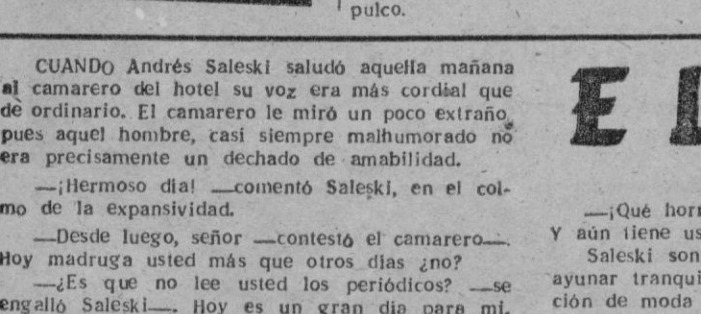 pulco.
CUANDO Andrés Saleski saludó aquella mañana
al camarero del hotel su voz era más cordial que
de ordinario. El camarero le miró un poco extraño,
pues aquel hombre, casi siempre malhumorado no
era precisamente un dechado de amabilidad.
—¡Hermoso dia! —comentó Saleski, en el col-
mo de la expansividad.
—Desde luego, señor —contestó el camarero—.
Hoy madruga usted más que otros dias ¿no?
—¿Es que no lee usted los periódicos? —se
engalló Saleski—. Hoy es un gran dia para mi.
E
—¡Qué horr
Y aún tiene us
Saleski son
ayunar tranqui
ción de moda